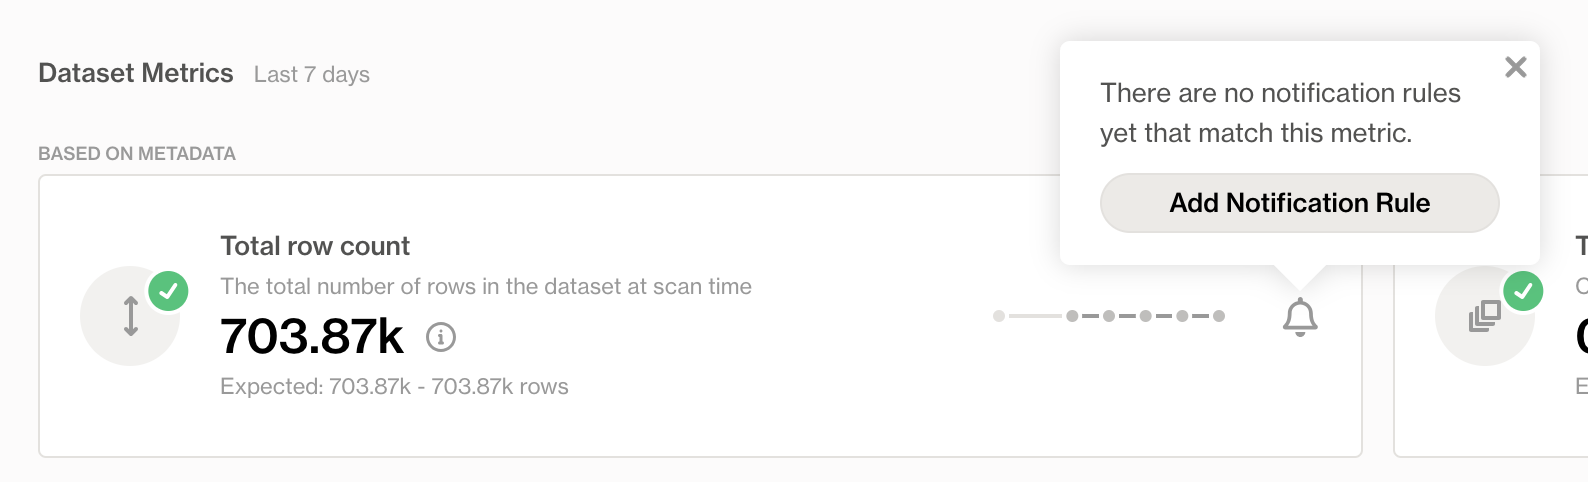 Dataset Metrics Last 7 days
There are no notification rules
yet that match this metric.
Add Notification Rule
BASED ON METADATA
Total row count
The total number of rows in the dataset at scan time
703.87k
Expected: 703.87k - 703.87k rows